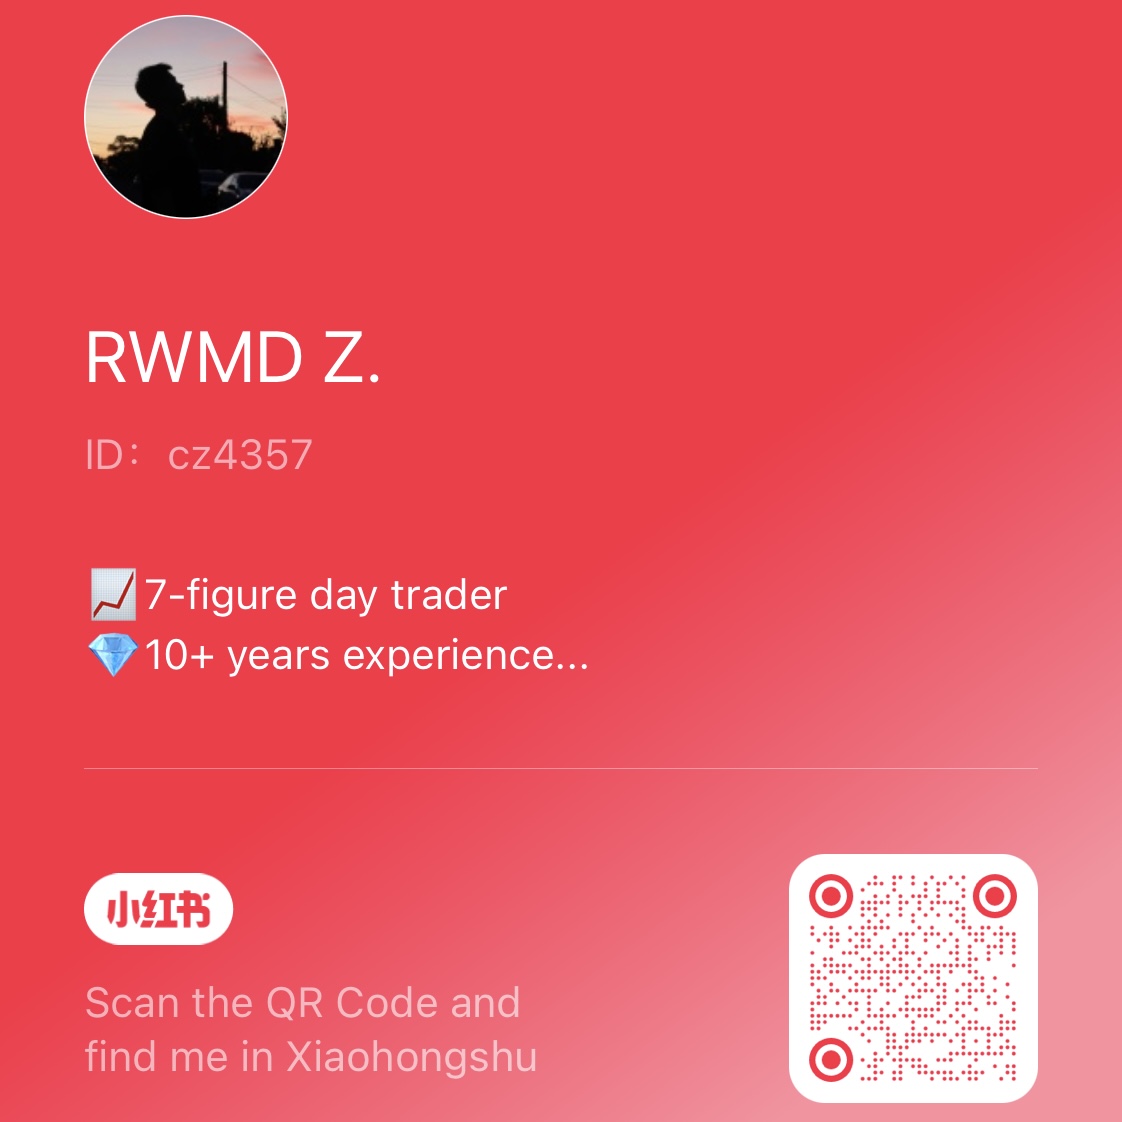 RWMD Z.
ID： cz4357
📈7-figure day trader
💎10+ years experience...
小红书
Scan the QR Code and
find me in Xiaohongshu